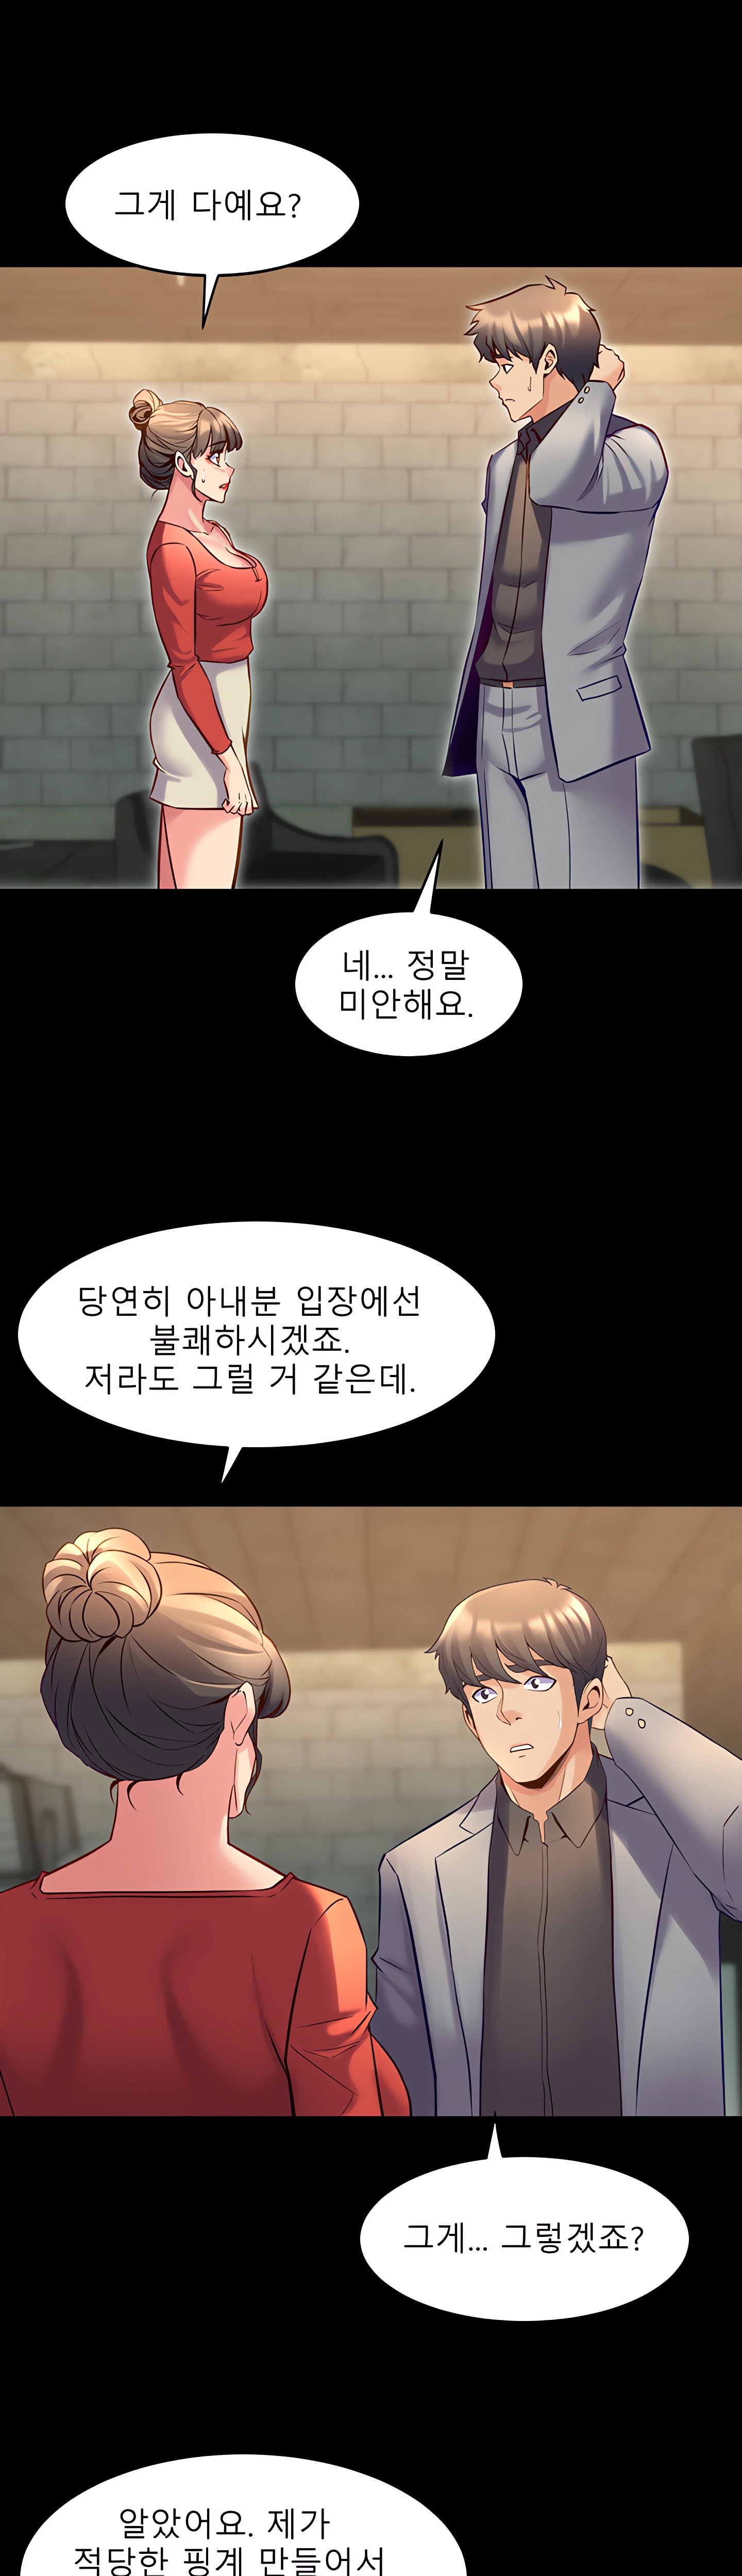 그게 다예요?
네... 정말
미안해요.
당연히 아내분 입장에선
불쾌하시겠죠.
저라도 그럴 거 같은데.
그게... 그렇겠죠?
알았어요. 제가
적당한 핑계 만들어서